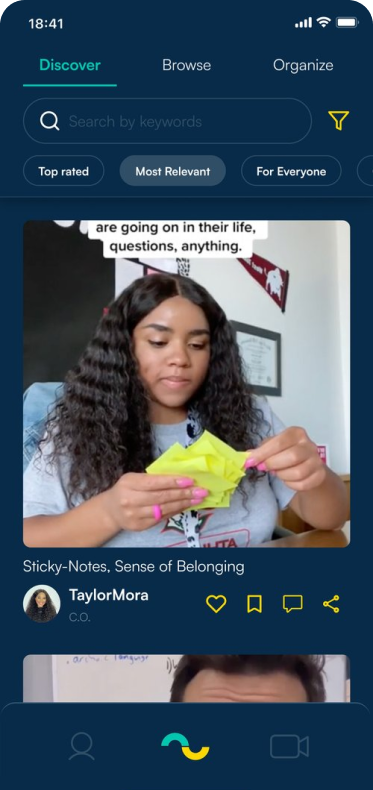 18:41
Discover
Browse
Organize
Search by keywords
Top rated
Most Relevant
For Everyone
are going on in their life,
questions, anything.
Sticky-Notes, Sense of Belonging
TaylorMora
C.O.